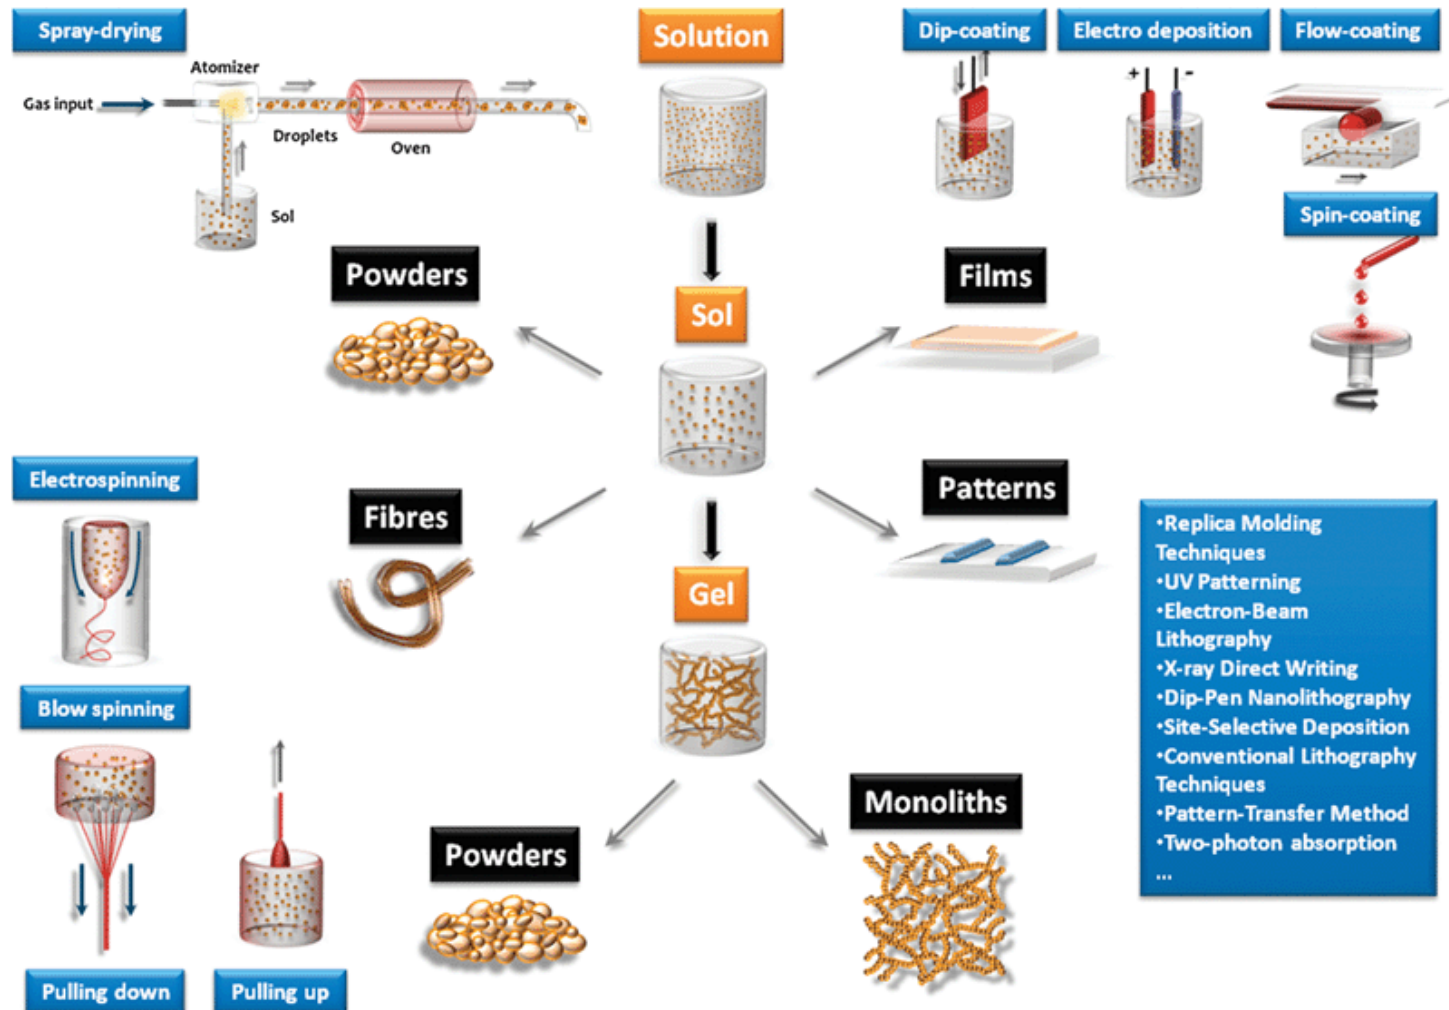 Spray-drying
Solution
Dip-coating
Electro deposition
Flow-coating
Atomizer
Gas input
Droplets
Oven
Sol
+
-
Spin-coating
Powders
Sol
Films
Electrospinning
Fibres
Patterns
•Replica Molding
Techniques
•UV Patterning
•Electron-Beam
Lithography
•X-ray Direct Writing
•Dip-Pen Nanolithography
•Site-Selective Deposition
•Conventional Lithography
Techniques
•Pattern-Transfer Method
•Two-photon absorption
...
Gel
Blow spinning
Monoliths
Powders
Pulling down
Pulling up